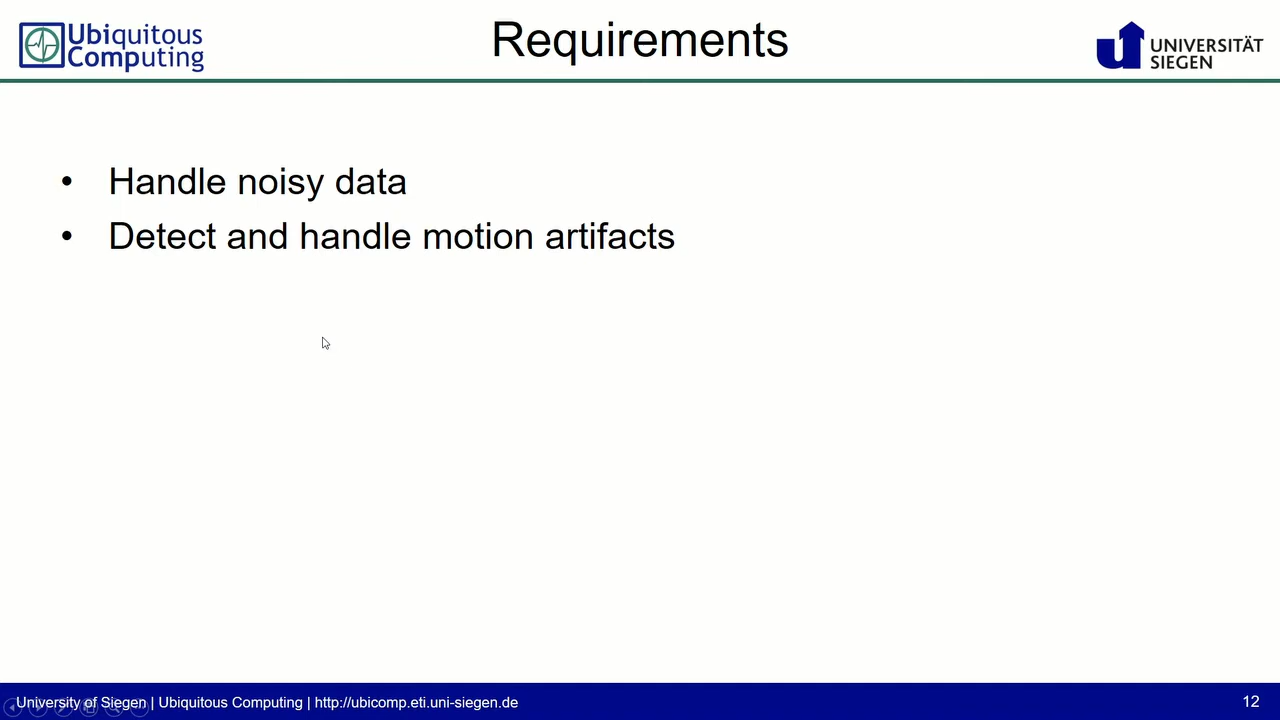 Ubiquitous
Computing
Requirements
UNIVERSITÄT
SIEGEN
• Handle noisy data
• Detect and handle motion artifacts
University of Siegen | Ubiquitous Computing | http://ubicomp.eti.uni-siegen.de
12